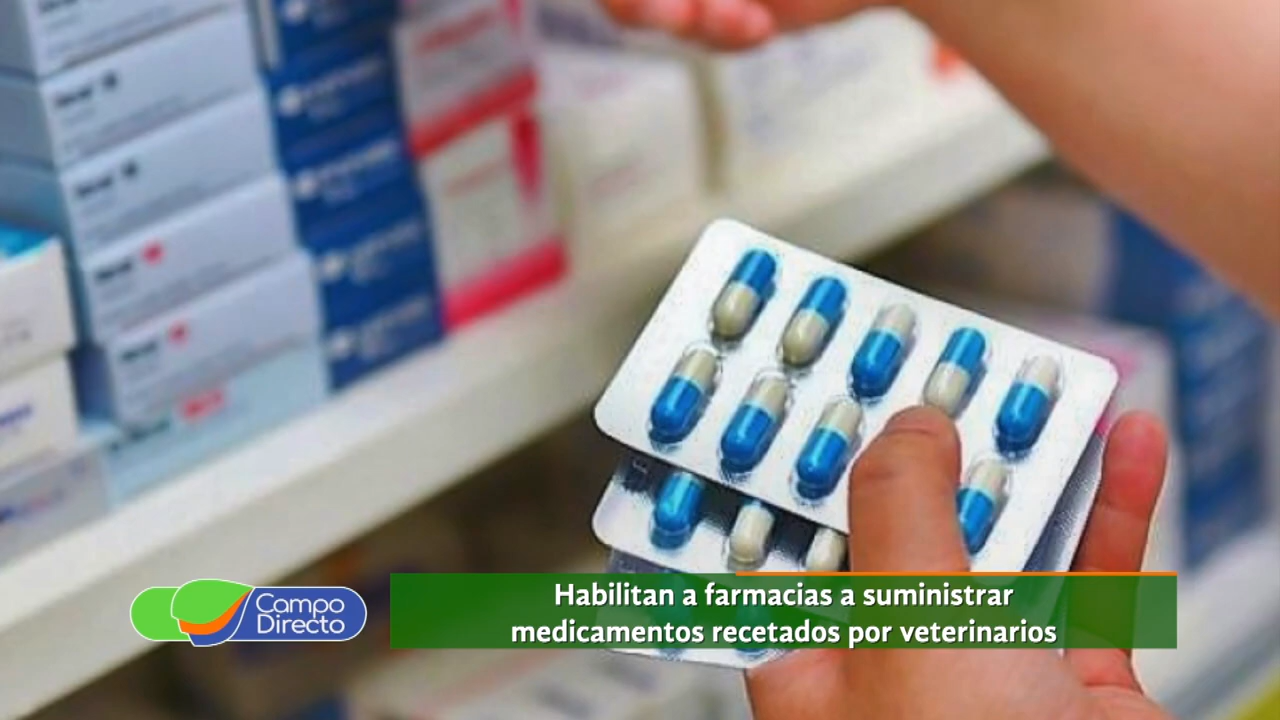 Campo
Directo
Habilitan a farmacias a suministrar
medicamentos recetados por veterinarios